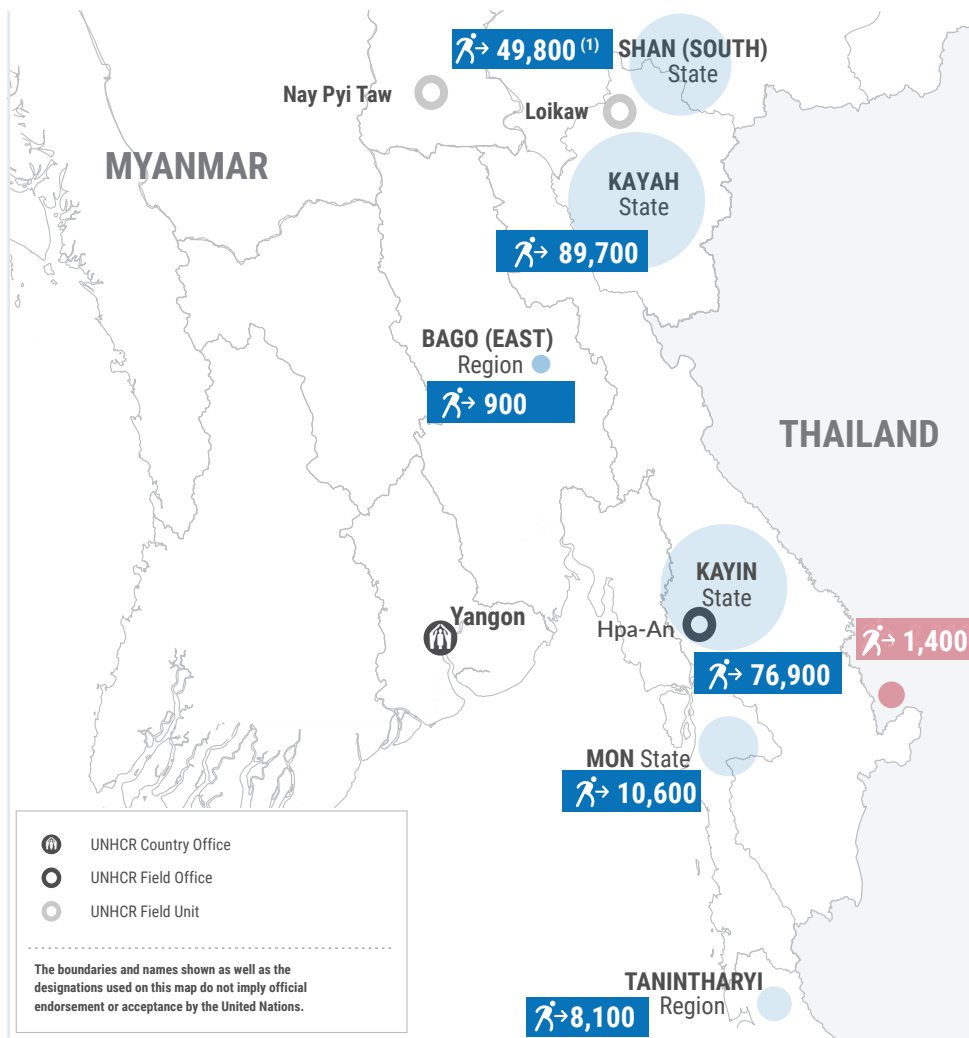 49,800 (1)
SHAN (SOUTH)
State
Nay Pyi Taw
Loikaw
MYANMAR
KAYAH
State
89,700
BAGO (EAST)
Region
900
THAILAND
KAYIN
State
Yangon
Hpa-An
1,400
76,900
MON State
10,600
UNHCR Country Office
UNHCR Field Office
UNHCR Field Unit
The boundaries and names shown as well as the
designations used on this map do not imply official
endorsement or acceptance by the United Nations.
TANINTHARYI
Region
8,100